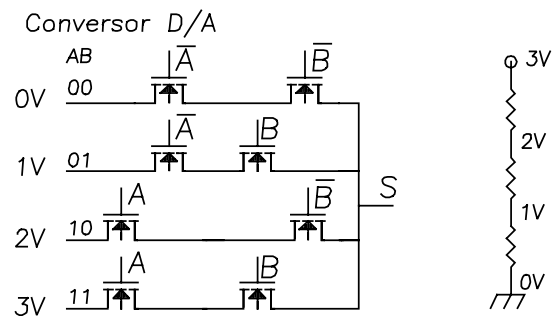 Conversor D/A
AB
0V 00 A̅ B̅
1V 01 A̅ B
2V 10 A B̅
3V 11 A B
S
3V
2V
1V
0V